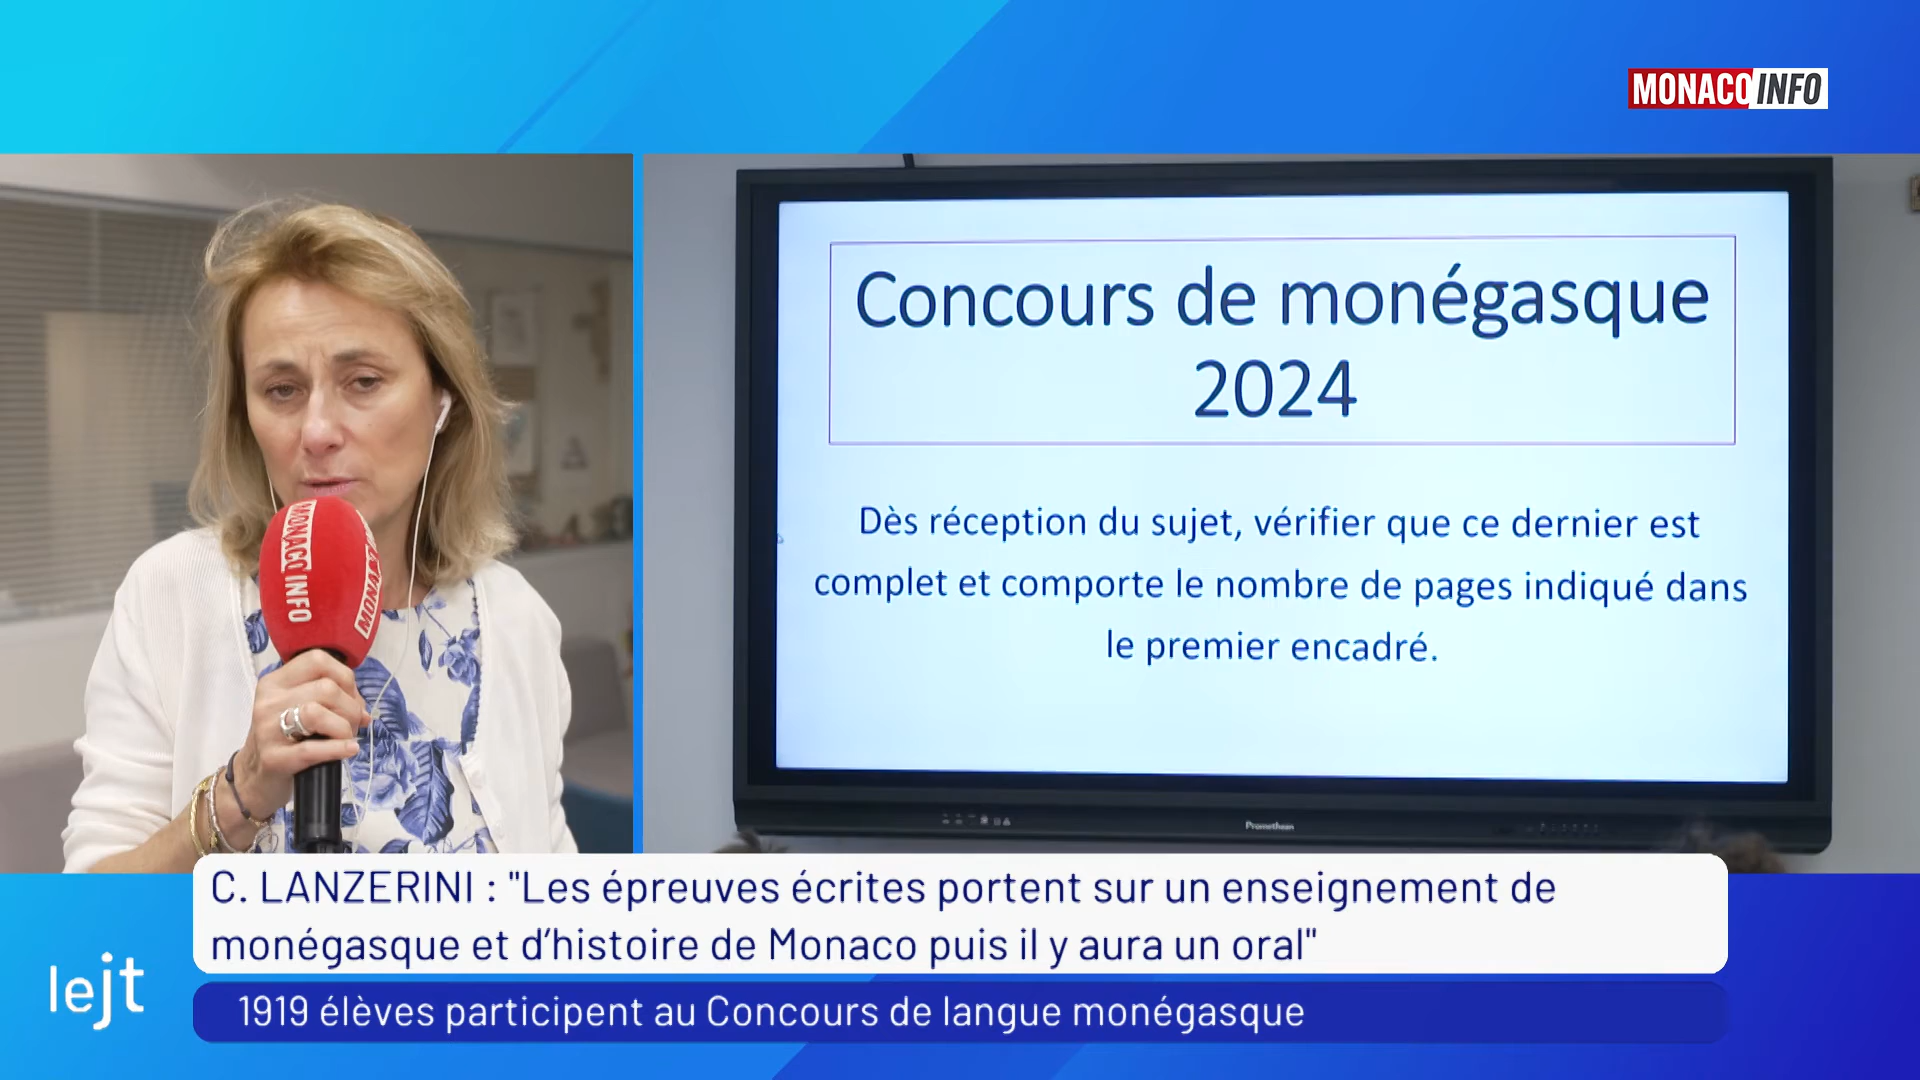 MONACO INFO
Concours de monégasque
2024
Dès réception du sujet, vérifier que ce dernier est
complet et comporte le nombre de pages indiqué dans
le premier encadré.
Promethean
MONACO INFO
MONAC
C. LANZERINI : "Les épreuves écrites portent sur un enseignement de
monégasque et d’histoire de Monaco puis il y aura un oral"
lejt
1919 élèves participent au Concours de langue monégasque